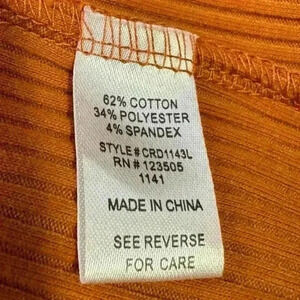 62% COTTON
34% POLYESTER
4% SPANDEX
STYLE# CRD1143L
RN # 123505
1141
MADE IN CHINA
SEE REVERSE
FOR CARE